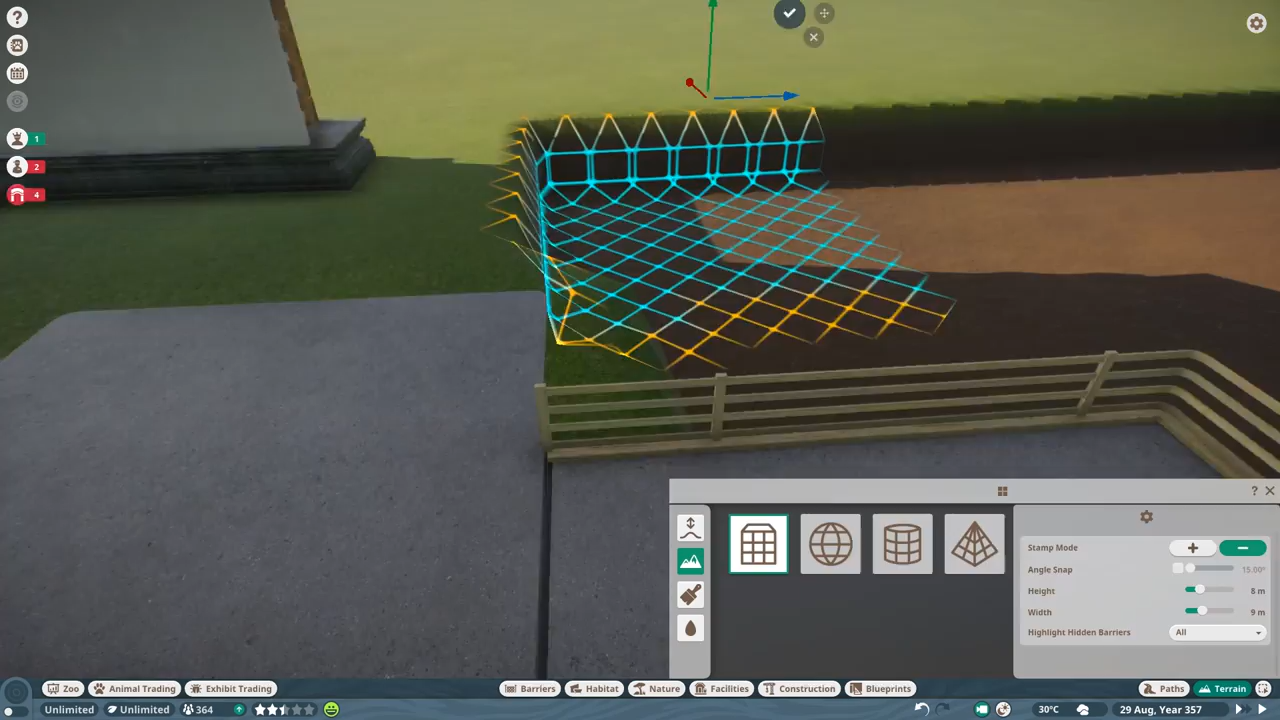 1
2
4
Stamp Mode
Angle Snap 15.00°
Height 8 m
Width 9 m
Highlight Hidden Barriers All
Zoo Animal Trading Exhibit Trading Barriers Habitat Nature Facilities Construction Blueprints Paths Terrain
Unlimited Unlimited 364 30°C 29 Aug, Year 357